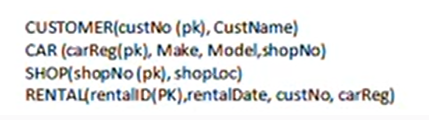 CUSTOMER(custNo (pk), CustName)
CAR (carReg(pk), Make, Model,shopNo)
SHOP(shopNo (pk), shopLoc)
RENTAL(rentalID(PK),rentalDate, custNo, carReg)